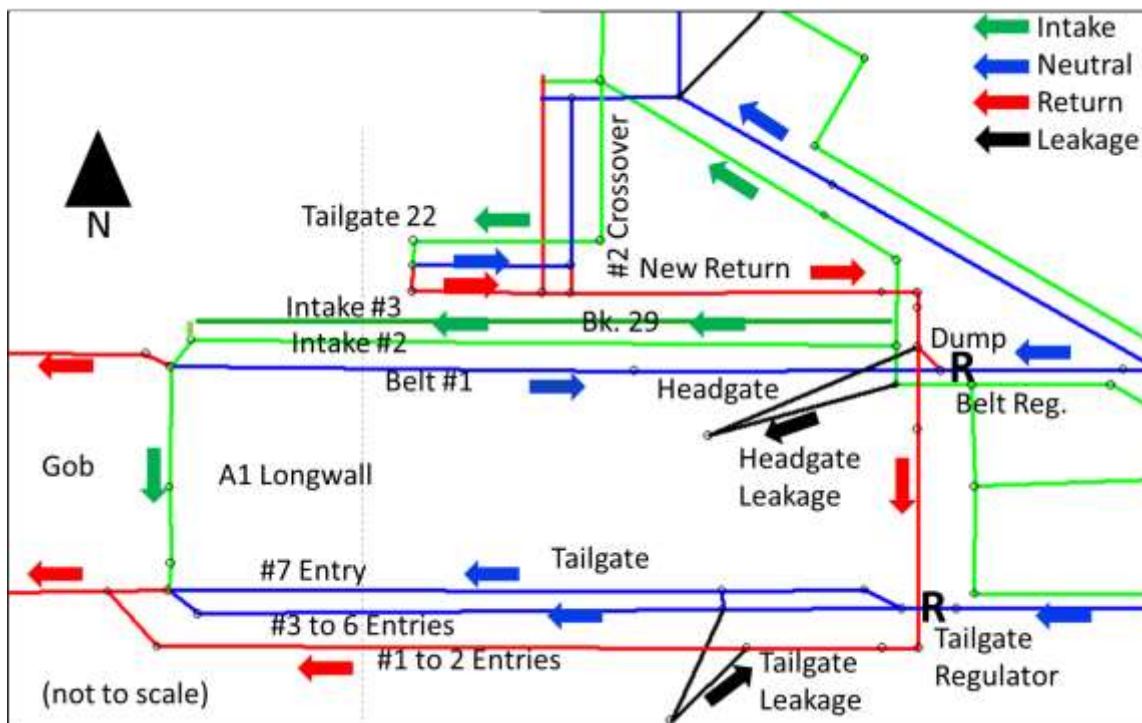 Intake
Neutral
Return
Leakage
N
Tailgate 22
#2 Crossover
New Return
Intake #3
Bk. 29
Intake #2
Dump
R
Belt #1
Headgate
Belt Reg.
Gob
A1 Longwall
Headgate
Leakage
Tailgate
#7 Entry
R
#3 to 6 Entries
#1 to 2 Entries
Tailgate
Leakage
Tailgate
Regulator
(not to scale)